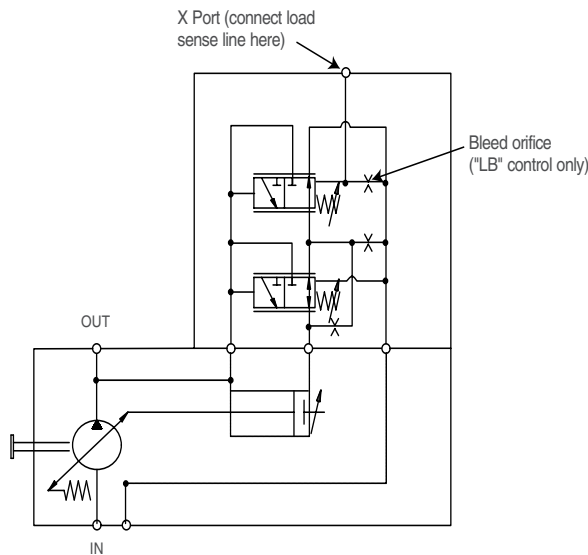 X Port (connect load
sense line here)
Bleed orifice
("LB" control only)
OUT
IN